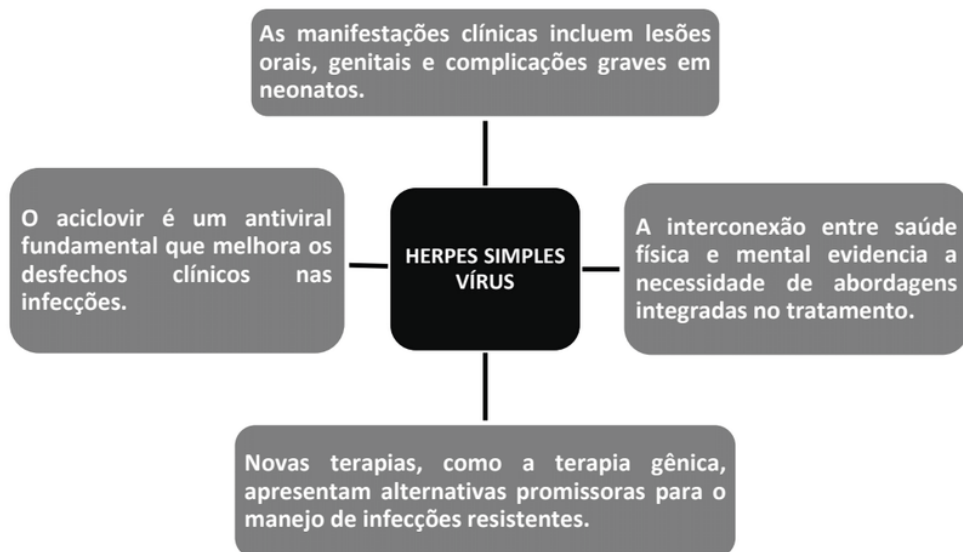 As manifestações clínicas incluem lesões
orais, genitais e complicações graves em
neonatos.
O aciclovir é um antiviral
fundamental que melhora os
desfechos clínicos nas
infecções.
HERPES SIMPLES
VÍRUS
A interconexão entre saúde
física e mental evidencia a
necessidade de abordagens
integradas no tratamento.
Novas terapias, como a terapia gênica,
apresentam alternativas promissoras para o
manejo de infecções resistentes.